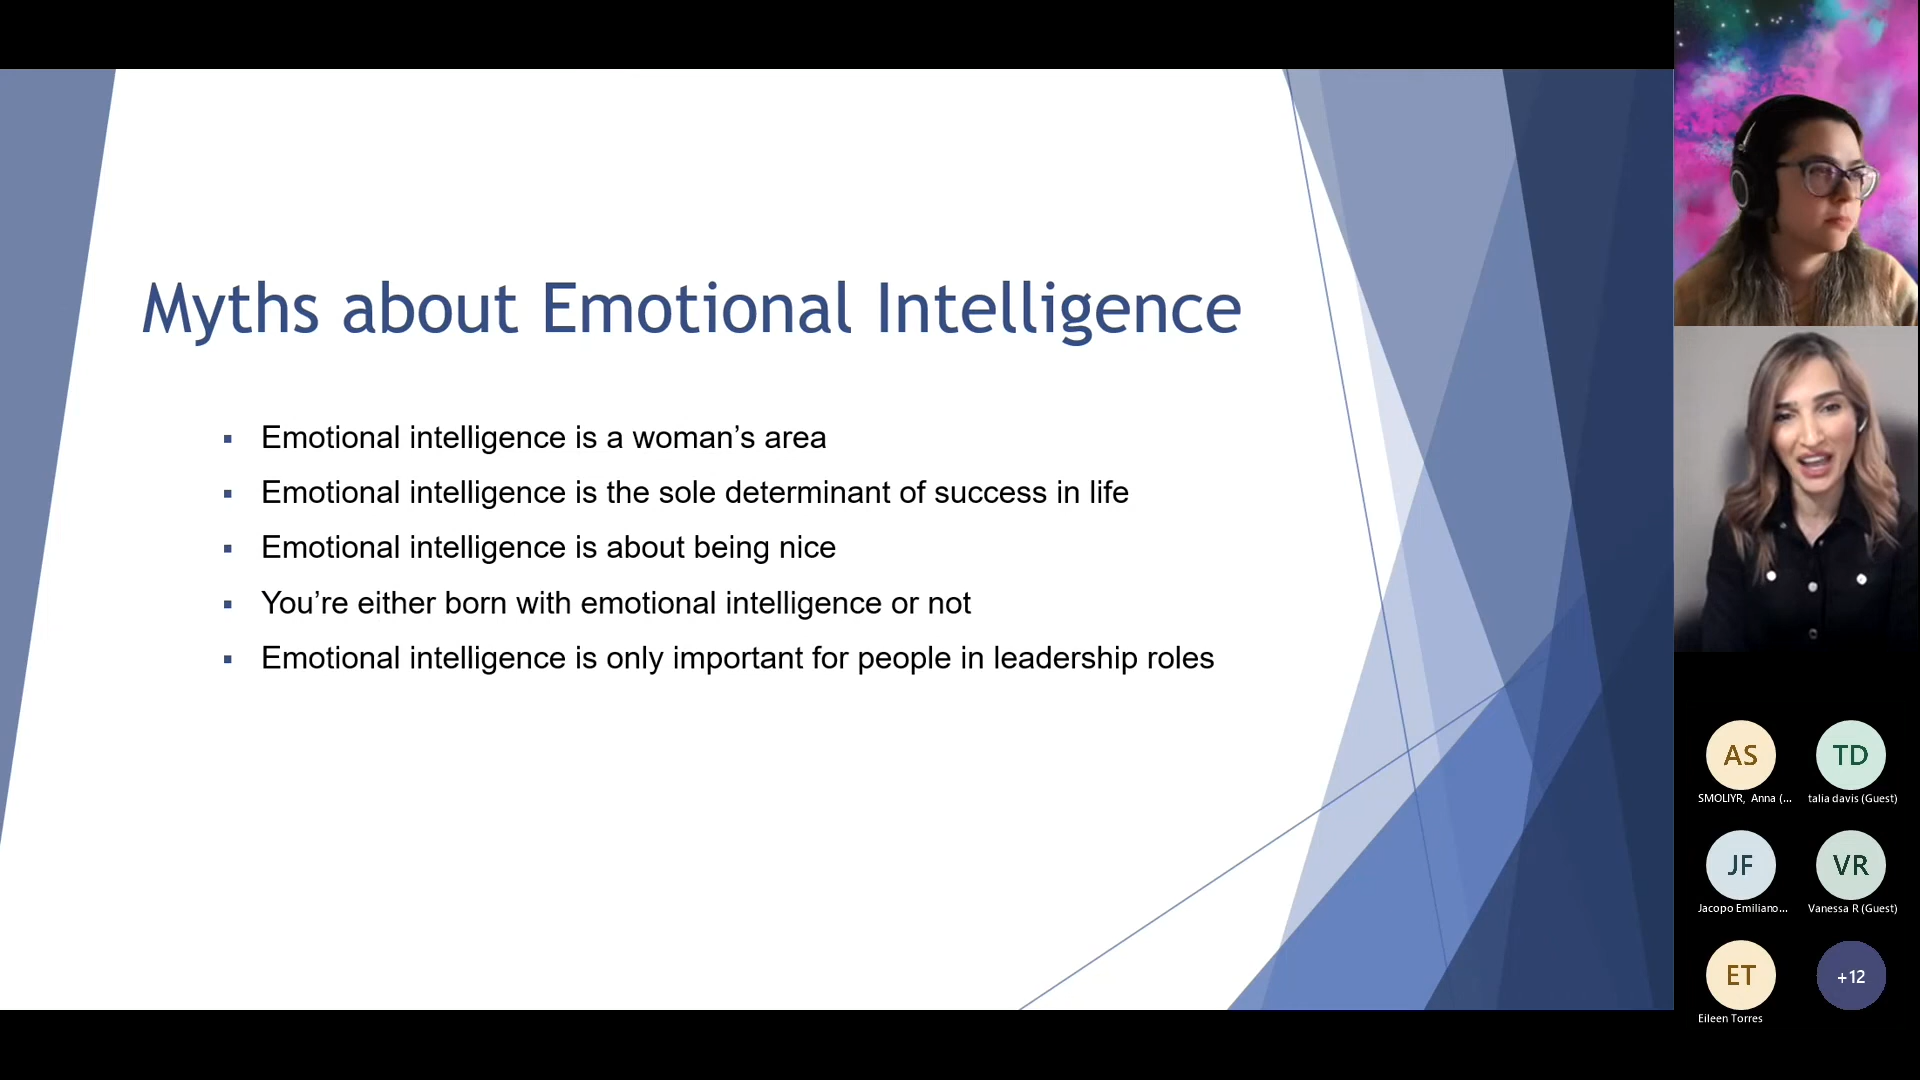 Myths about Emotional Intelligence
▪ Emotional intelligence is a woman’s area
▪ Emotional intelligence is the sole determinant of success in life
▪ Emotional intelligence is about being nice
▪ You’re either born with emotional intelligence or not
▪ Emotional intelligence is only important for people in leadership roles
AS
SMOLIYR, Anna (...
TD
talia davis (Guest)
JF
Jacopo Emiliano...
VR
Vanessa R (Guest)
ET
Eileen Torres
+12